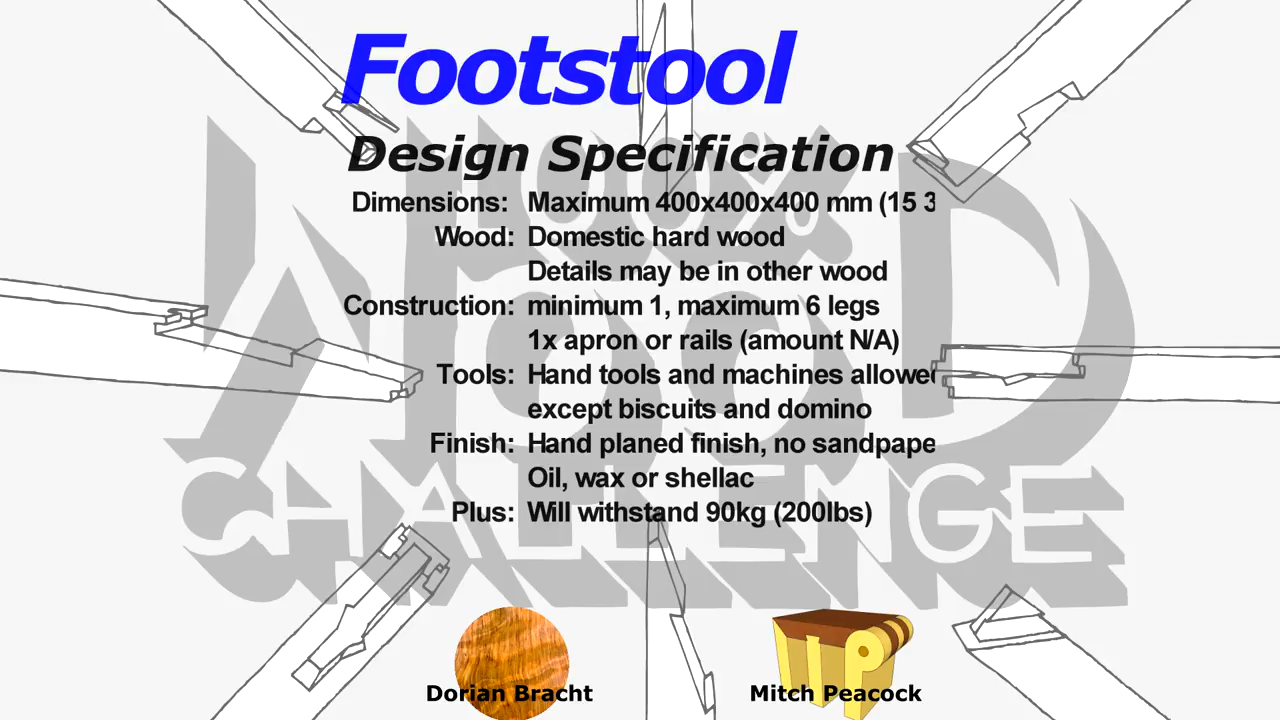 Footstool
Design Specification
Dimensions: Maximum 400x400x400 mm (15 3
Wood: Domestic hard wood
Details may be in other wood
Construction: minimum 1, maximum 6 legs
1x apron or rails (amount N/A)
Tools: Hand tools and machines allowed
except biscuits and domino
Finish: Hand planed finish, no sandpape
Oil, wax or shellac
Plus: Will withstand 90kg (200lbs)
100%
WOOD
CHALLENGE
Dorian Bracht
Mitch Peacock